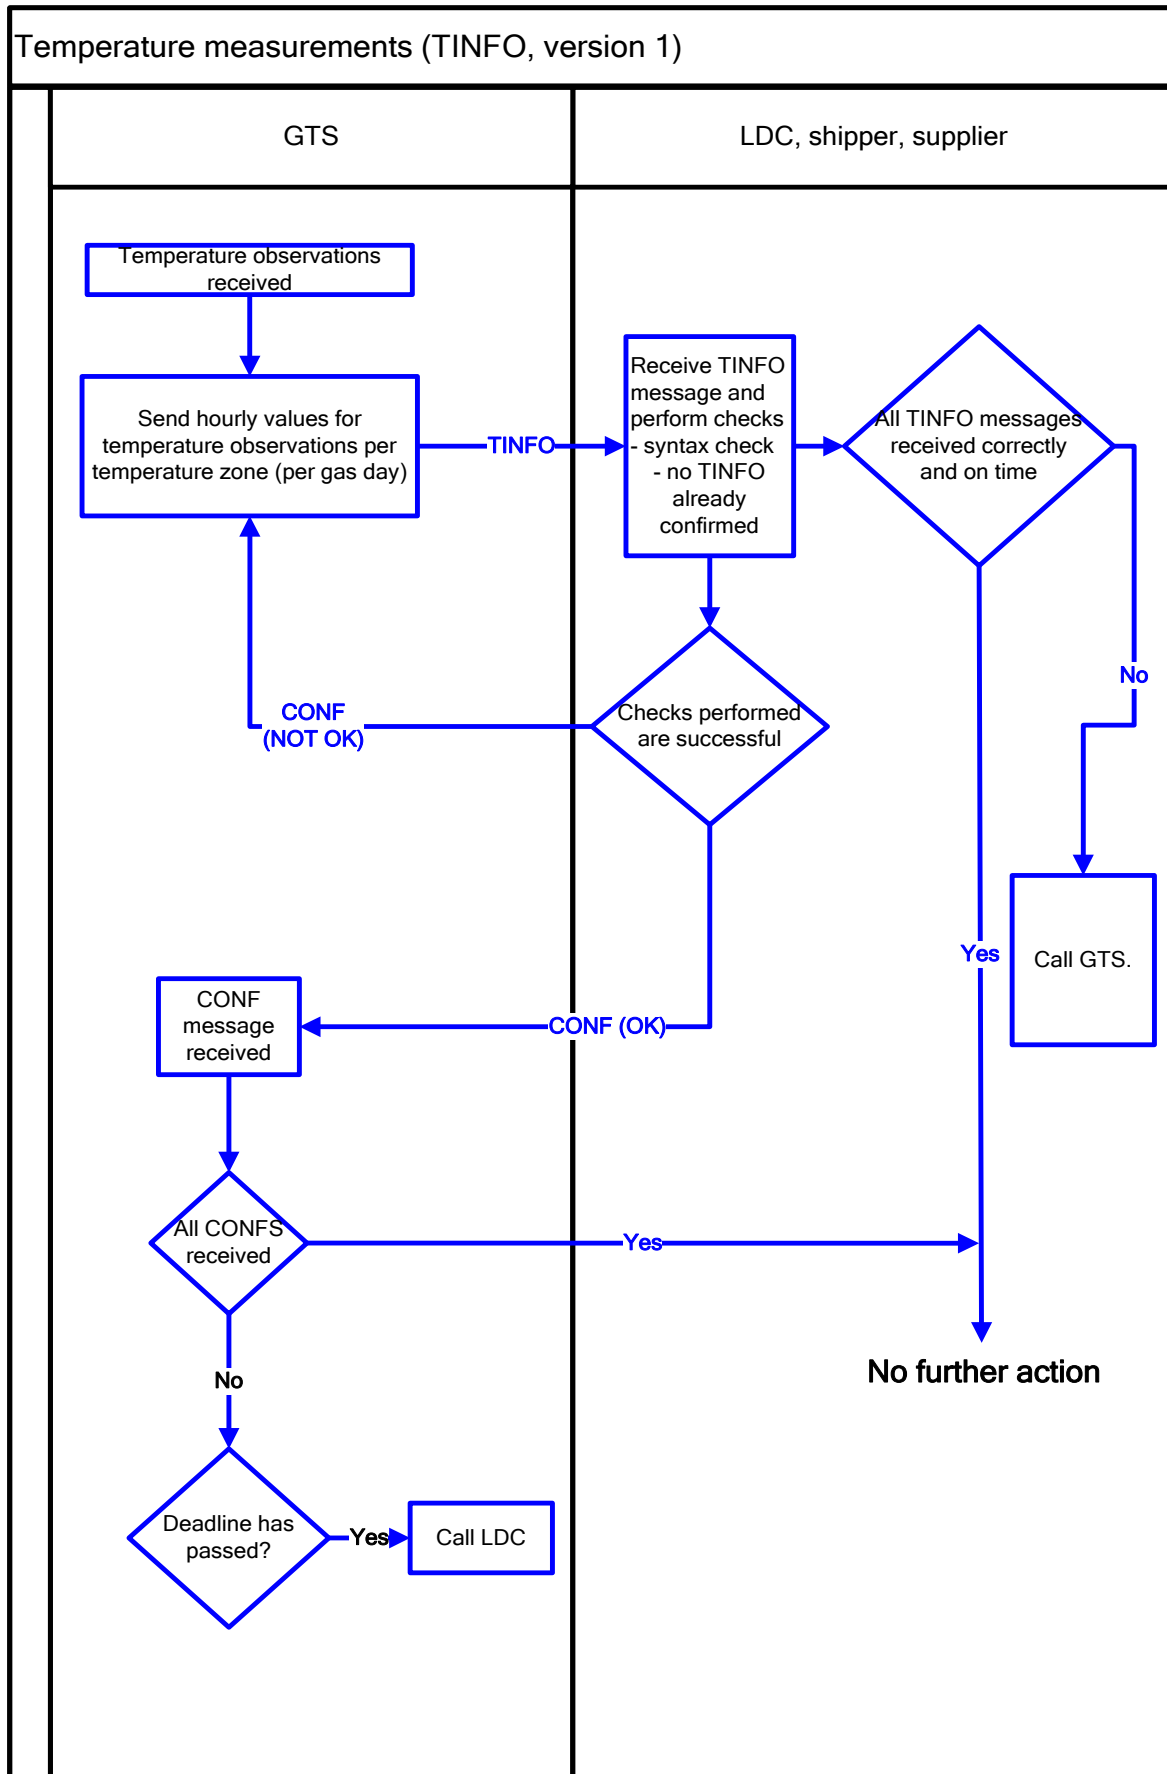 Temperature measurements (TINFO, version 1)
GTS
LDC, shipper, supplier
Temperature observations
received
Send hourly values for
temperature observations per
temperature zone (per gas day)
TINFO
Receive TINFO
message and
perform checks
- syntax check
- no TINFO
already
confirmed
All TINFO messages
received correctly
and on time
No
CONF
(NOT OK)
Checks performed
are successful
Yes
Call GTS.
CONF
message
received
CONF (OK)
All CONFS
received
Yes
No further action
No
Deadline has
passed?
Yes
Call LDC